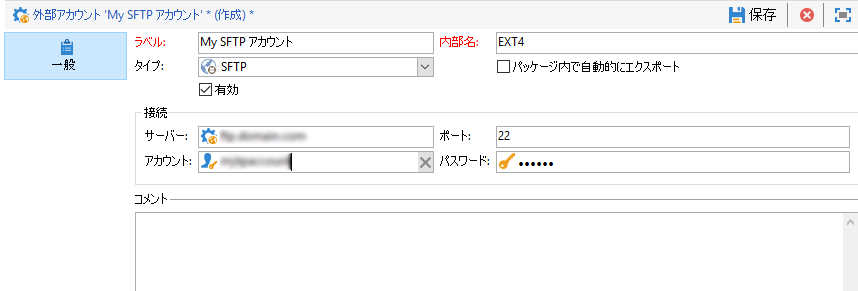 外部アカウント 'My SFTP アカウント' * (作成) *
保存
一般
ラベル: My SFTP アカウント 内部名: EXT4
タイプ: SFTP パッケージ内で自動的にエクスポート
有効
接続
サーバー: ポート: 22
アカウント: パスワード: ••••••
コメント